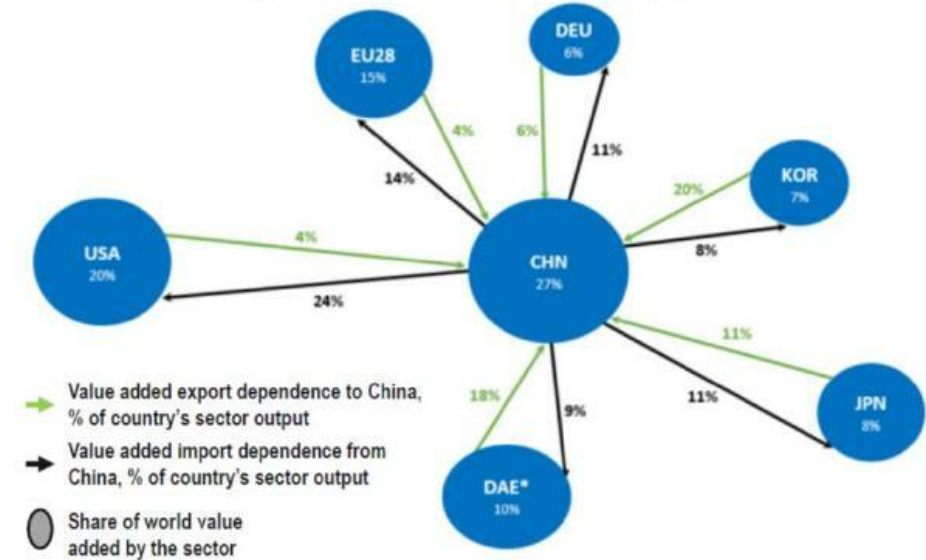 DEU
6%
EU28
15%
4%
6%
11%
14%
KOR
7%
20%
8%
USA
20%
4%
24%
CHN
27%
11%
11%
JPN
8%
18%
9%
DAE*
10%
Value added export dependence to China,
% of country's sector output
Value added import dependence from
China, % of country's sector output
Share of world value
added by the sector